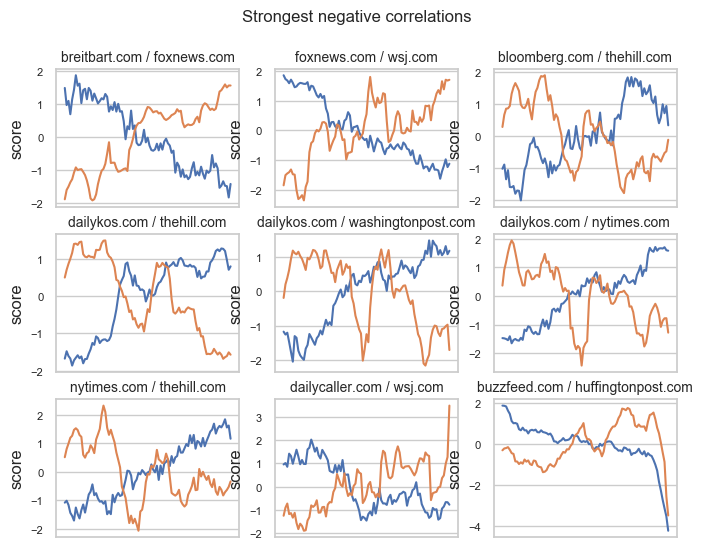 Strongest negative correlations
breitbart.com / foxnews.com
foxnews.com / wsj.com
bloomberg.com / thehill.com
score
2
1
0
−1
−2
score
2
1
0
−1
−2
score
2
1
0
−1
−2
dailykos.com / thehill.com
dailykos.com / washingtonpost.com
dailykos.com / nytimes.com
score
1
0
−1
−2
score
1
0
−1
−2
score
2
1
0
−1
−2
nytimes.com / thehill.com
dailycaller.com / wsj.com
buzzfeed.com / huffingtonpost.com
score
2
1
0
−1
−2
score
3
2
1
0
−1
−2
score
2
0
−2
−4